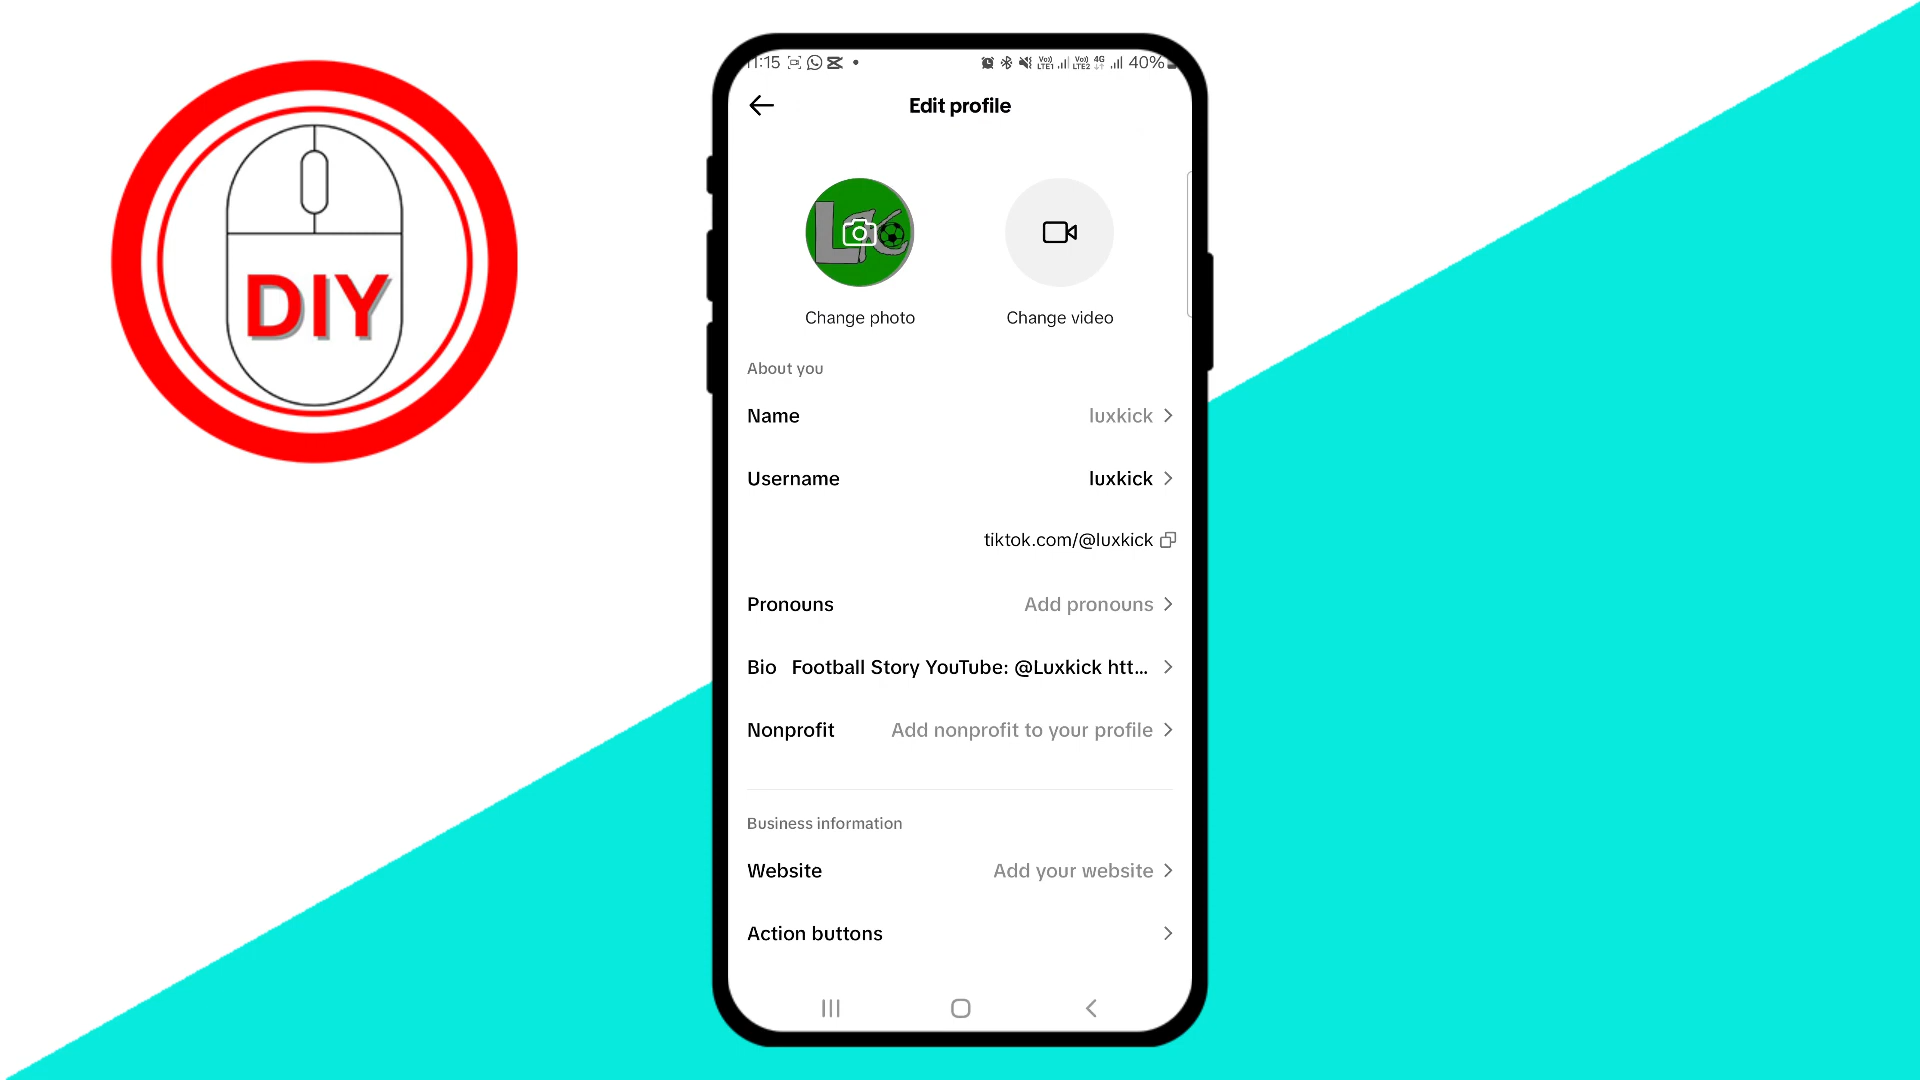 DIY
11:15
40%
Edit profile
Change photo
Change video
About you
Name luxkick
Username luxkick
tiktok.com/@luxkick
Pronouns Add pronouns
Bio Football Story YouTube: @Luxkick htt...
Nonprofit Add nonprofit to your profile
Business information
Website Add your website
Action buttons